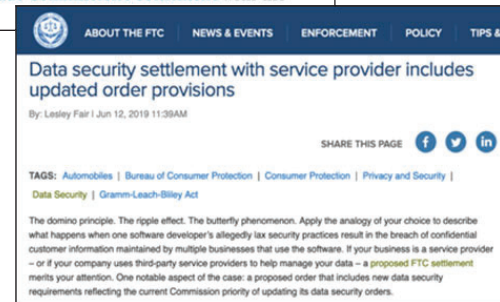 ABOUT THE FTC NEWS & EVENTS ENFORCEMENT POLICY TIPS &
Data security settlement with service provider includes
updated order provisions
By: Lesley Fair I Jun 12, 2019 11:39AM
SHARE THIS PAGE f in
TAGS: Automobiles | Bureau of Consumer Protection | Consumer Protection | Privacy and Security |
Data Security | Gramm-Leach-Bliley Act
The domino principle. The ripple effect. The butterfly phenomenon. Apply the analogy of your choice to describe
what happens when one software developer's allegedly lax security practices result in the breach of confidential
customer information maintained by multiple businesses that use the software. If your business is a service provider
– or if your company uses third-party service providers to help manage your data – a proposed FTC settlement
merits your attention. One notable aspect of the case: a proposed order that includes new data security
requirements reflecting the current Commission priority of updating its data security orders.